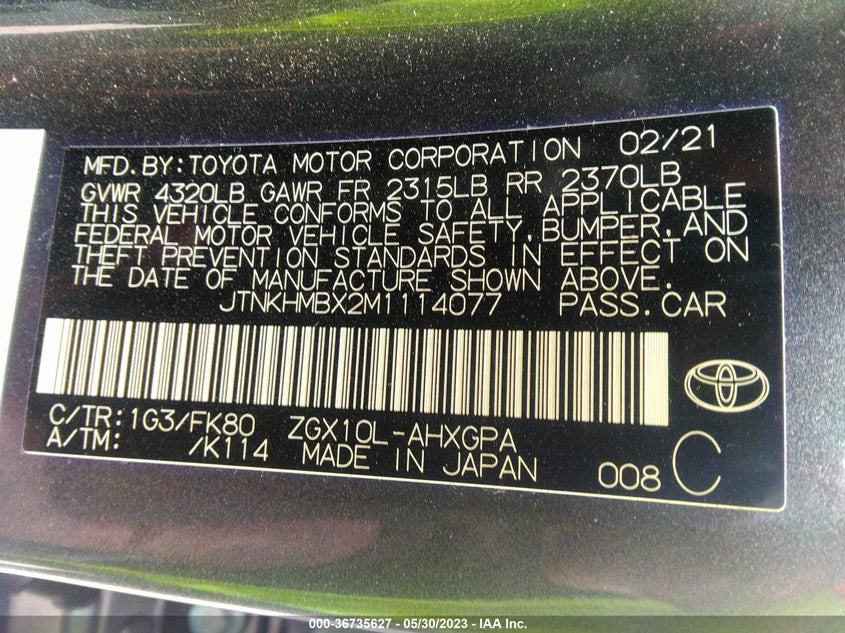 MFD.BY:TOYOTA MOTOR CORPORATION 02/21
GVWR 4320LB GAWR FR 2315LB RR 2370LB
THIS VEHICLE CONFORMS TO ALL APPLICABLE
FEDERAL MOTOR VEHICLE SAFETY,BUMPER,AND
THEFT PREVENTION STANDARDS IN EFFECT ON
THE DATE OF MANUFACTURE SHOWN ABOVE.
JTNKHMBX2M1114077 PASS.CAR
C/TR:1G3/FK80 ZGX10L-AHXGPA
A/TM: /K114 MADE IN JAPAN 008 C
000-36735627 - 05/30/2023 - IAA Inc.